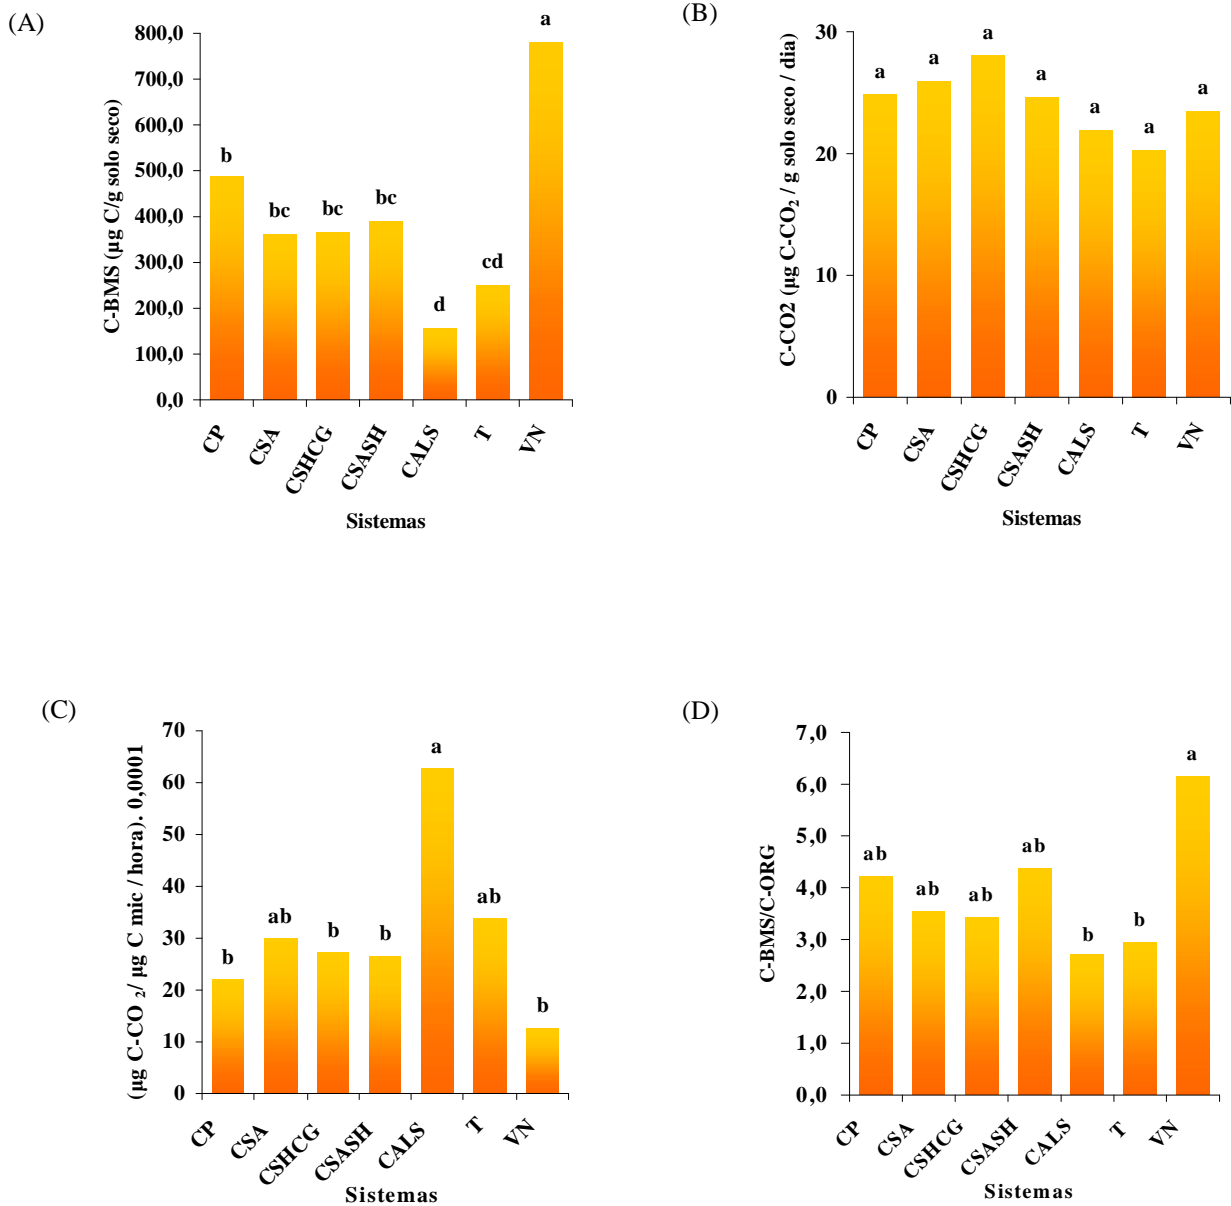 (A)
C-BMS (µg C/g solo seco)
800,0
700,0
600,0
500,0
400,0
300,0
200,0
100,0
0,0
b
bc
bc
bc
d
cd
a
CP
CSA
CSHCG
CSASH
CALS
T
VN
Sistemas
(B)
C-CO2 (µg C-CO₂ / g solo seco / dia)
30
20
10
0
a
a
a
a
a
a
a
CP
CSA
CSHCG
CSASH
CALS
T
VN
Sistemas
(C)
(µg C-CO ₂ / µg C mic / hora). 0,0001
70
60
50
40
30
20
10
0
b
ab
b
b
a
ab
b
CP
CSA
CSHCG
CSASH
CALS
T
VN
Sistemas
(D)
C-BMS/C-ORG
7,0
6,0
5,0
4,0
3,0
2,0
1,0
0,0
ab
ab
ab
ab
b
b
a
CP
CSA
CSHCG
CSASH
CALS
T
VN
Sistemas